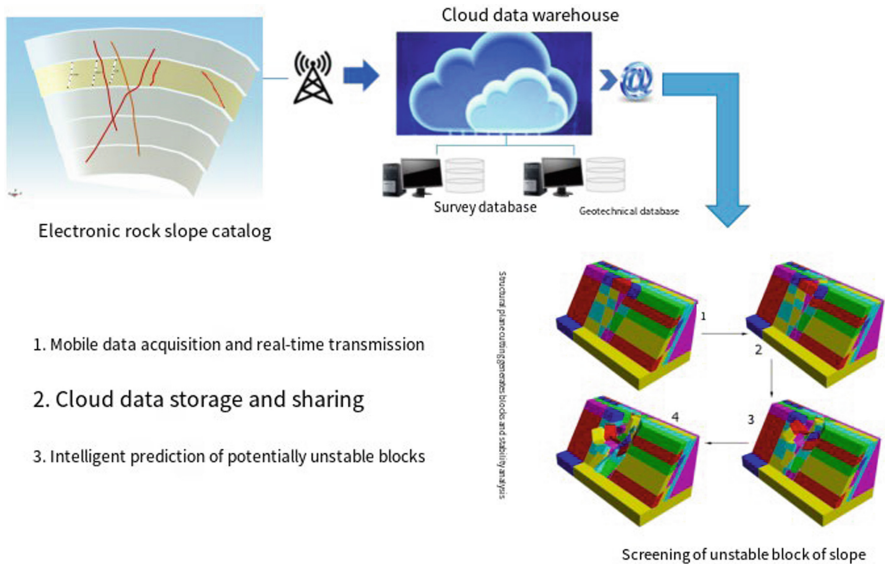 Cloud data warehouse
Survey database
Geotechnical database
Electronic rock slope catalog
1. Mobile data acquisition and real-time transmission
2. Cloud data storage and sharing
3. Intelligent prediction of potentially unstable blocks
Structural plane cutting generates blocks and stability analysis
1
2
4
3
Screening of unstable block of slope